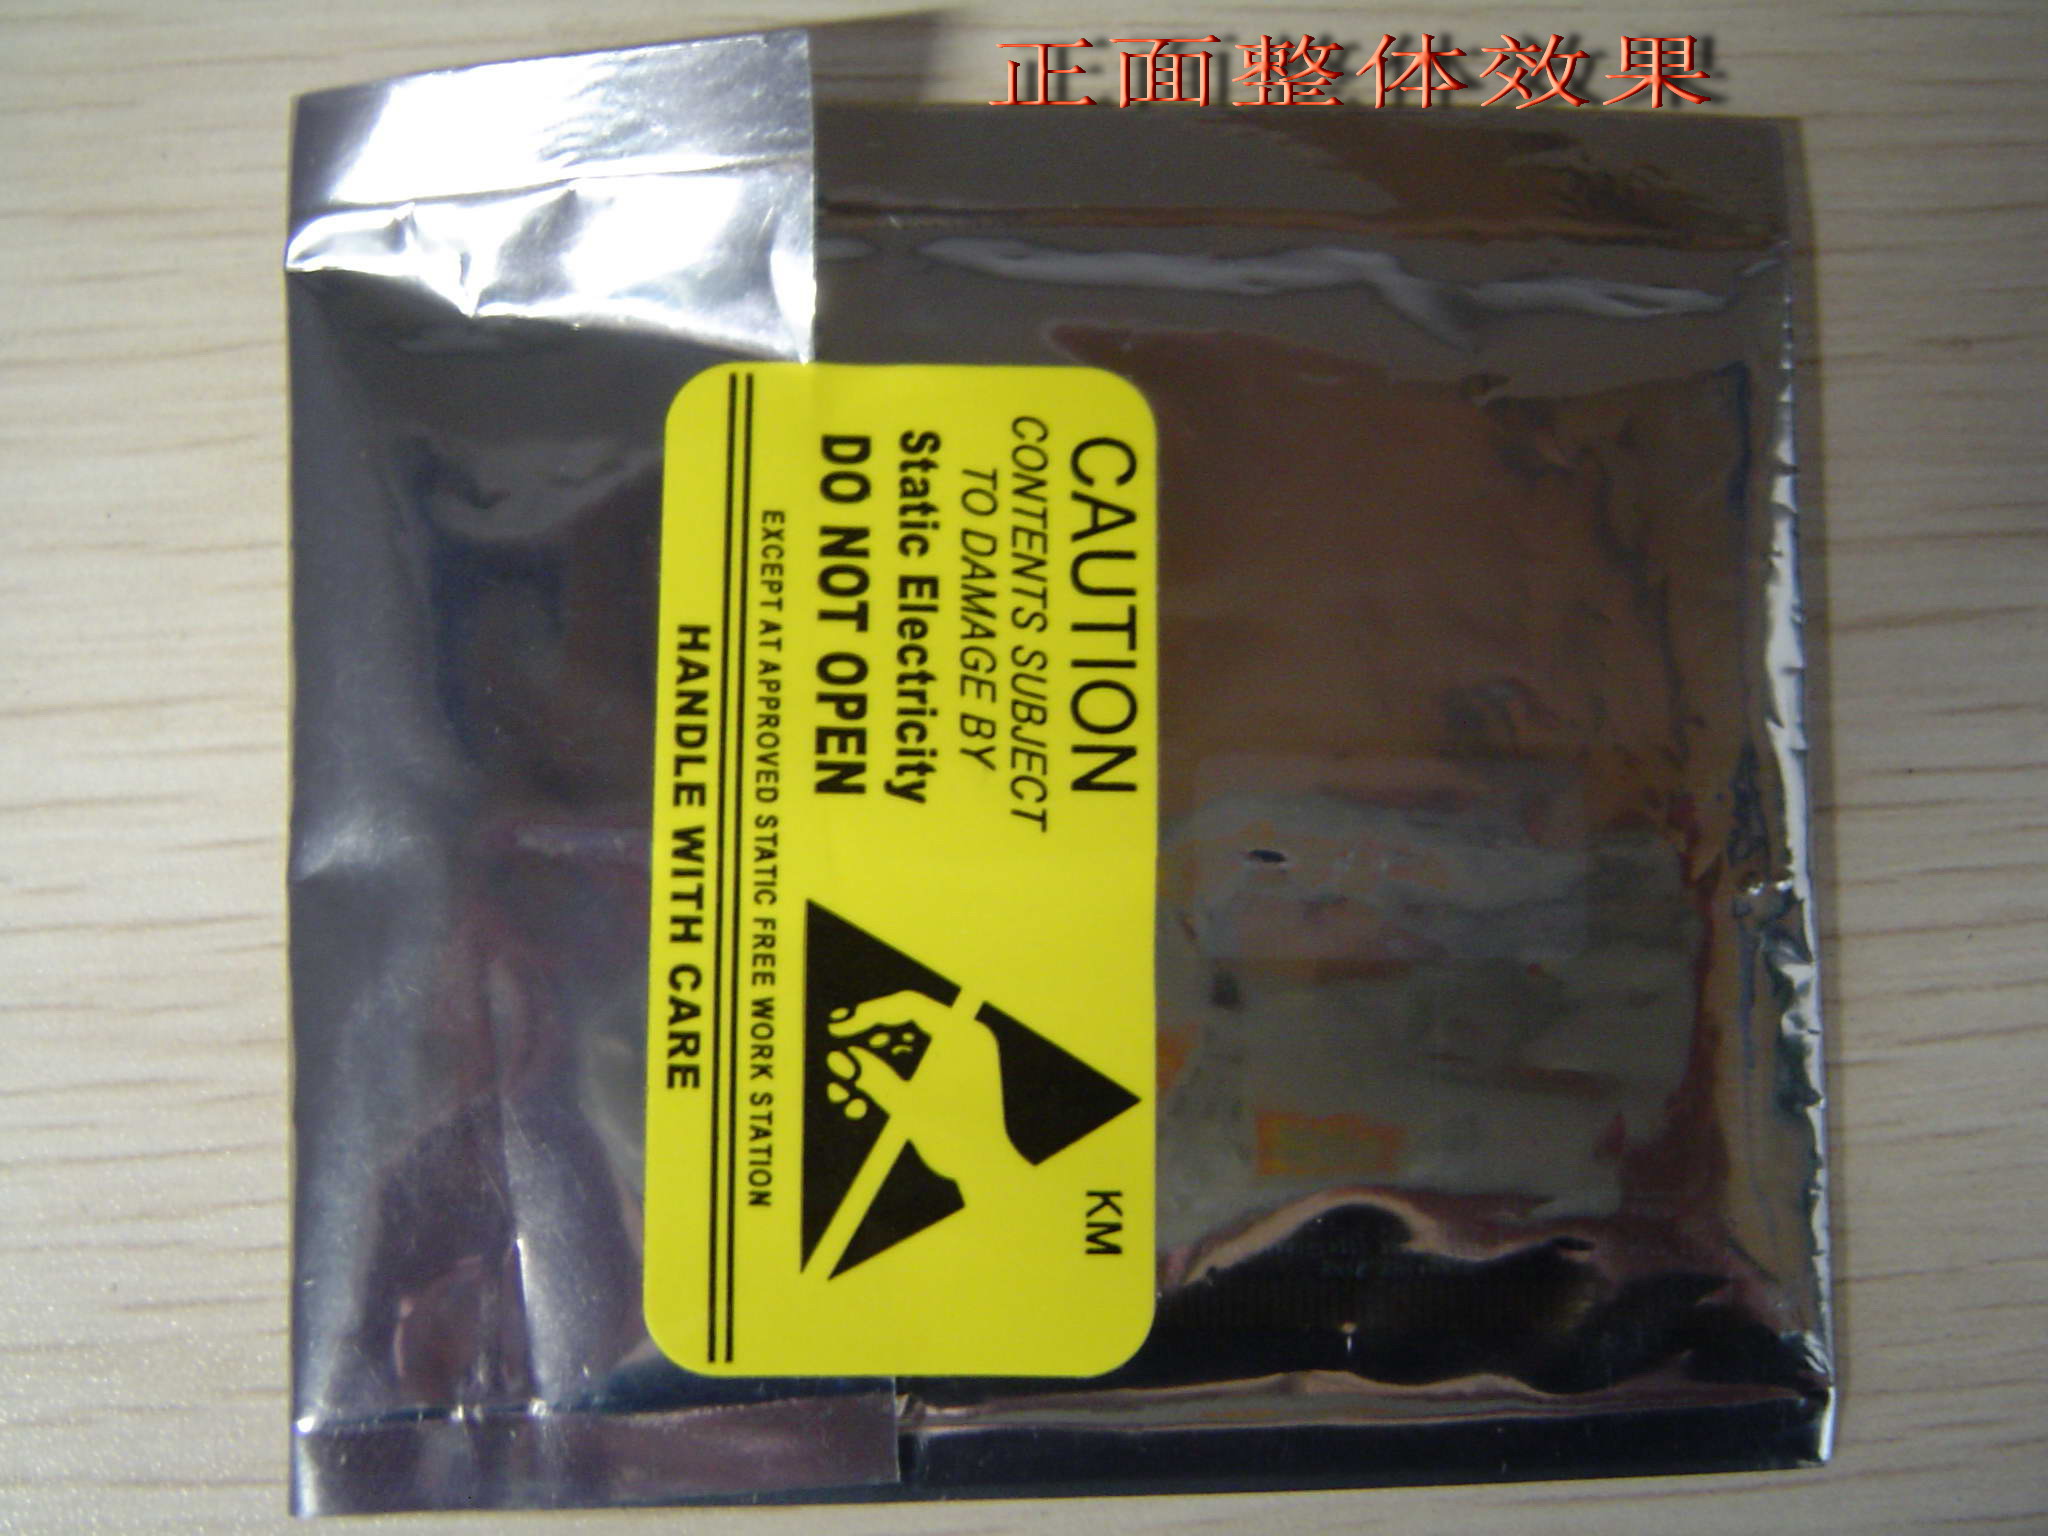 正面整体效果
CAUTION
CONTENTS SUBJECT
TO DAMAGE BY
Static Electricity
DO NOT OPEN
EXCEPT AT APPROVED STATIC FREE WORK STATION
HANDLE WITH CARE
KM